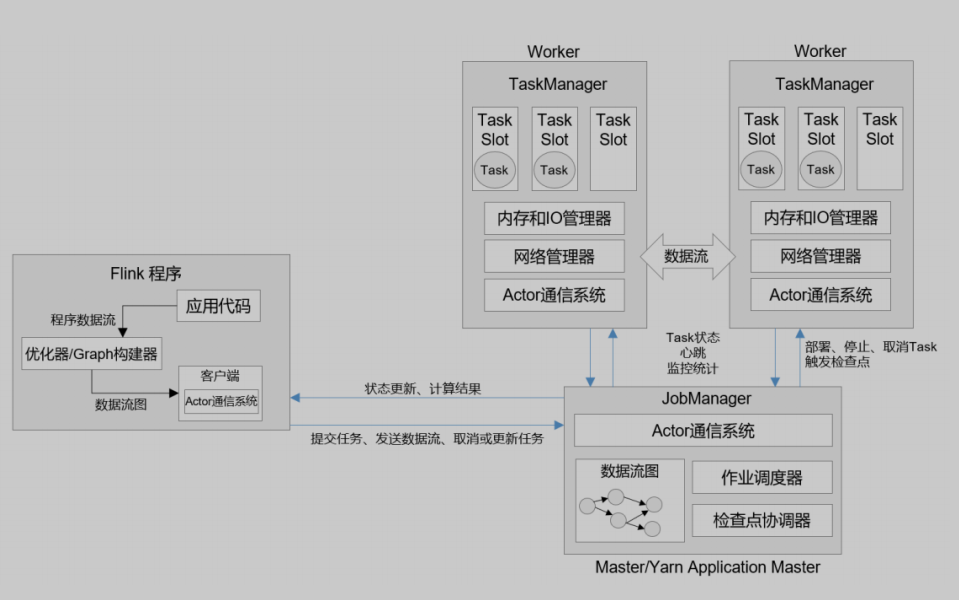 Worker
TaskManager
Task
Slot
Task
Task
Slot
Task
Task
Slot
内存和IO管理器
网络管理器
Actor通信系统
数据流
Worker
TaskManager
Task
Slot
Task
Task
Slot
Task
Task
Slot
内存和IO管理器
网络管理器
Actor通信系统
Flink 程序
应用代码
程序数据流
优化器/Graph构建器
数据流图
客户端
Actor通信系统
状态更新、计算结果
提交任务、发送数据流、取消或更新任务
Task状态
心跳
监控统计
部署、停止、取消Task
触发检查点
JobManager
Actor通信系统
数据流图
作业调度器
检查点协调器
Master/Yarn Application Master